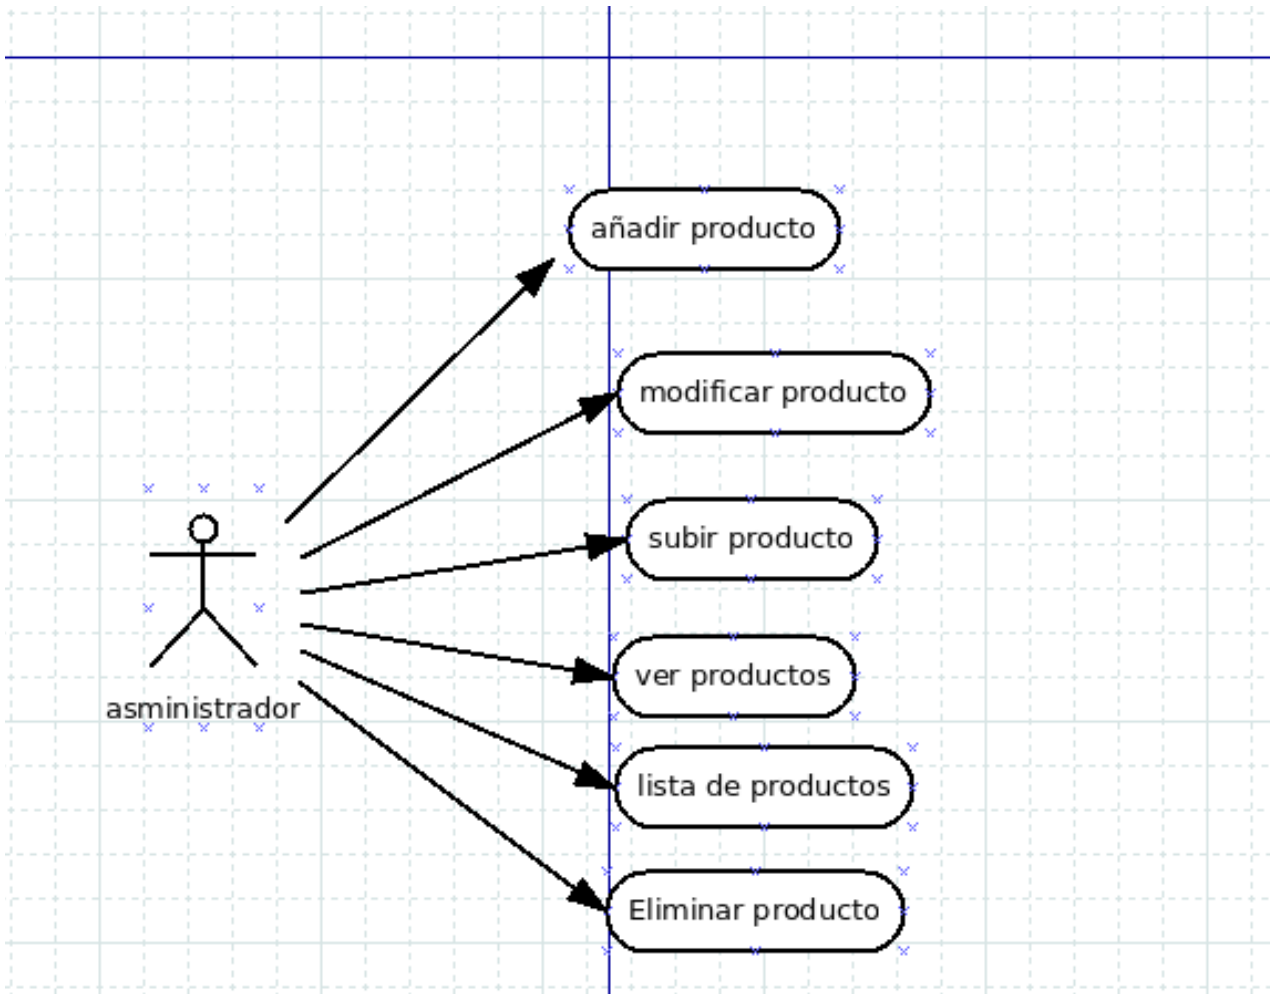 añadir producto
modificar producto
subir producto
ver productos
asministrador
lista de productos
Eliminar producto